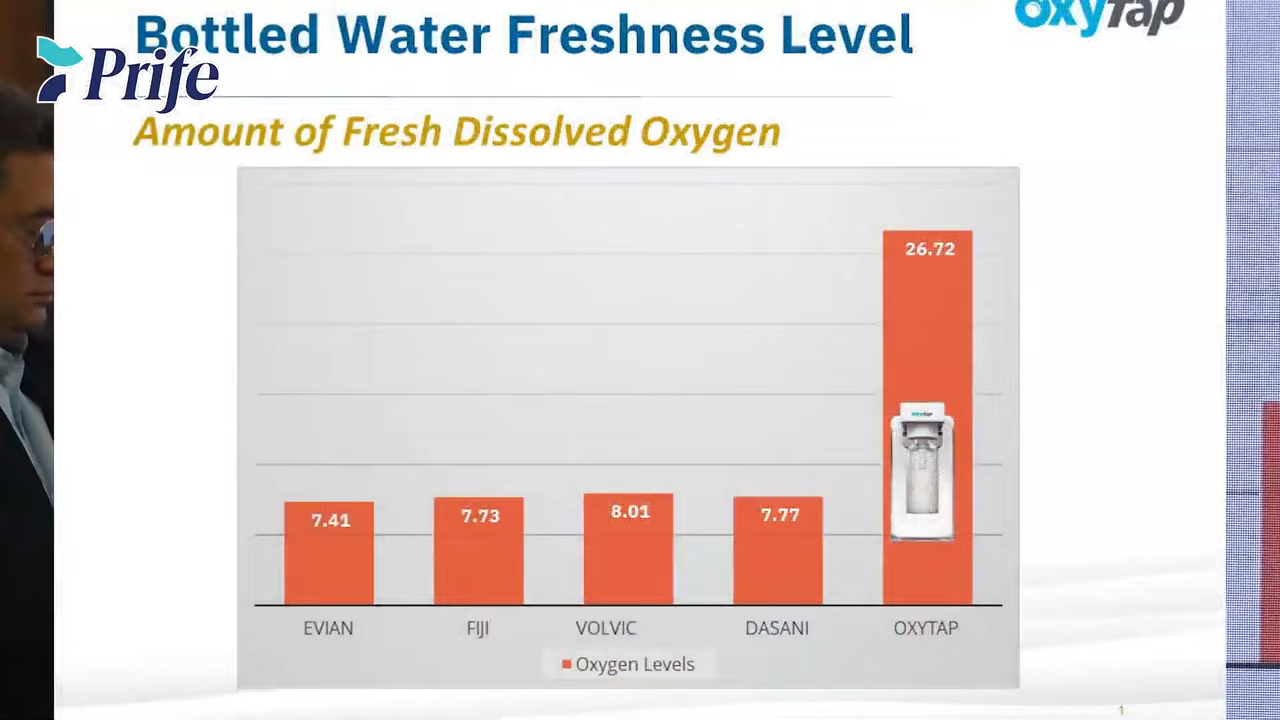 Bottled Water Freshness Level
OxyTap
Prife
Amount of Fresh Dissolved Oxygen
26.72
7.41
7.73
8.01
7.77
EVIAN
FIJI
VOLVIC
DASANI
OXYTAP
Oxygen Levels
1